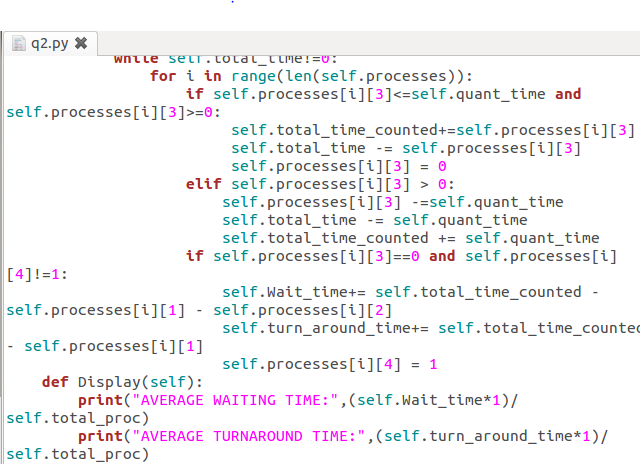 q2.py
while self.total_time!=0:
for i in range(len(self.processes)):
if self.processes[i][3]<=self.quant_time and
self.processes[i][3]>=0:
self.total_time_counted+=self.processes[i][3]
self.total_time -= self.processes[i][3]
self.processes[i][3] = 0
elif self.processes[i][3] > 0:
self.processes[i][3] -=self.quant_time
self.total_time -= self.quant_time
self.total_time_counted += self.quant_time
if self.processes[i][3]==0 and self.processes[i]
[4]!=1:
self.Wait_time+= self.total_time_counted -
self.processes[i][1] - self.processes[i][2]
self.turn_around_time+= self.total_time_counted
- self.processes[i][1]
self.processes[i][4] = 1
def Display(self):
print("AVERAGE WAITING TIME:",(self.Wait_time*1)/
self.total_proc)
print("AVERAGE TURNAROUND TIME:",(self.turn_around_time*1)/
self.total_proc)